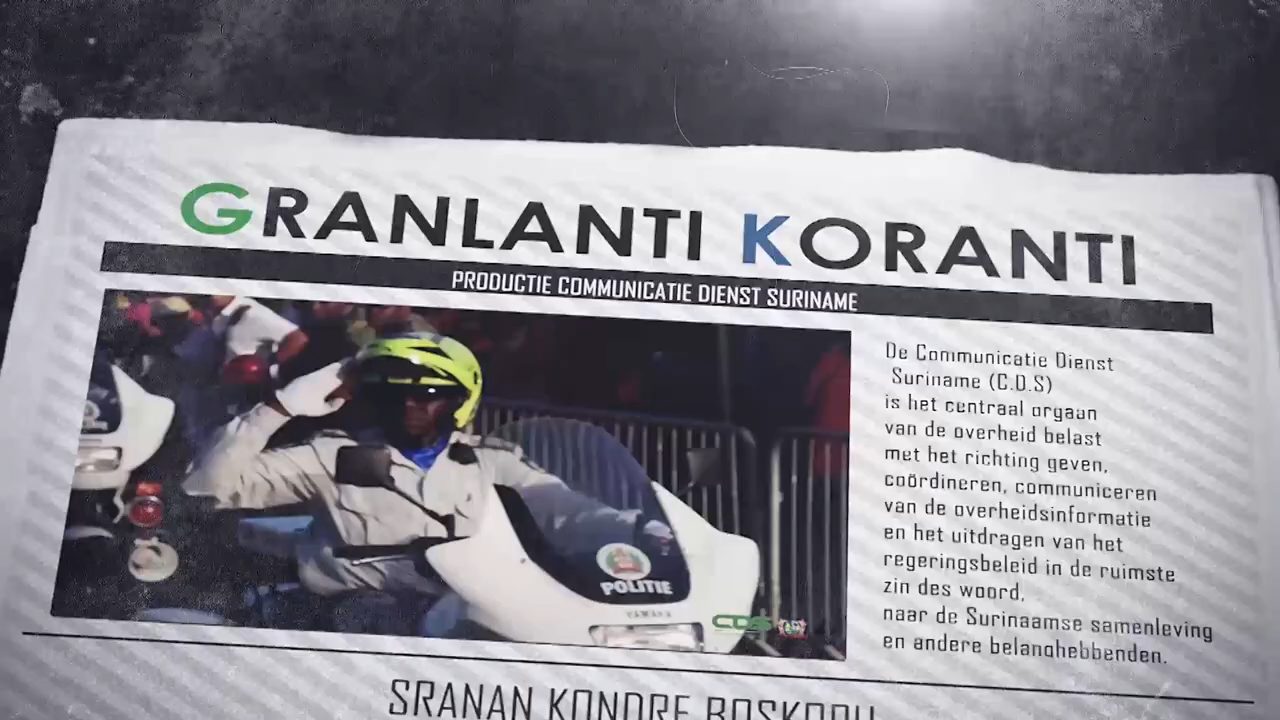 GRANLANTI KORANTI
PRODUCTIE COMMUNICATIE DIENST SURINAME
De Communicatie Dienst
Suriname (C.D.S)
is het centraal orgaan
van de overheid belast
met het richting geven,
coördineren, communiceren
van de overheidsinformatie
en het uitdragen van het
regeringsbeleid in de ruimste
zin des woord,
naar de Surinaamse samenleving
en andere belanghebbenden.
POLITIE
YAMAHA
CDS
SRANAN KONDRE BOSKOPU